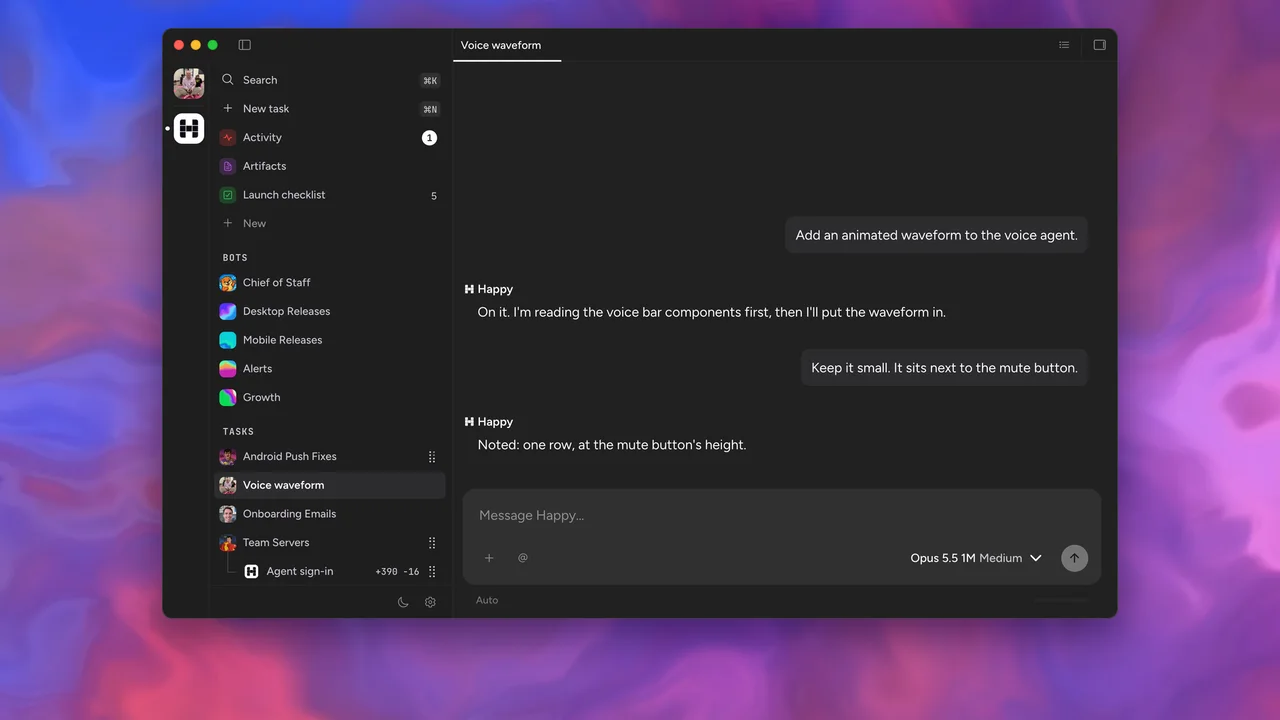 Voice waveform
Search ⌘K
New task ⌘N
Activity 1
Artifacts
Launch checklist 5
New
BOTS
Chief of Staff
Desktop Releases
Mobile Releases
Alerts
Growth
TASKS
Android Push Fixes
Voice waveform
Onboarding Emails
Team Servers
Agent sign-in +390 -16
Add an animated waveform to the voice agent.
Happy
On it. I'm reading the voice bar components first, then I'll put the waveform in.
Keep it small. It sits next to the mute button.
Happy
Noted: one row, at the mute button's height.
Message Happy...
@
Opus 5.5 1M Medium
Auto